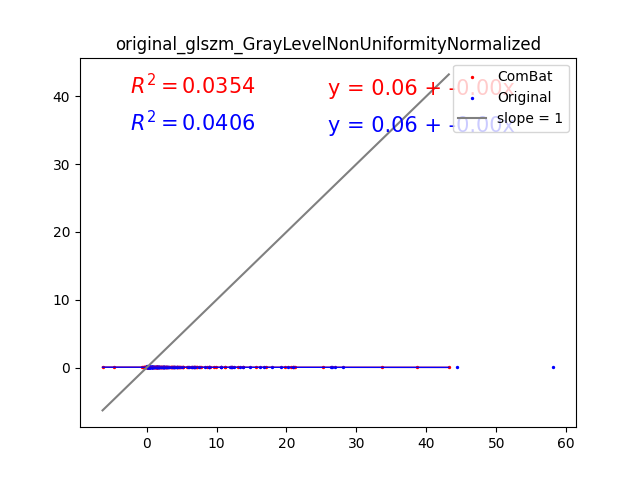 original_glszm_GrayLevelNonUniformityNormalized
R² = 0.0354 y = 0.06 + -0.00x
R² = 0.0406 y = 0.06 + -0.00x
ComBat
Original
slope = 1
40
30
20
10
0
0 10 20 30 40 50 60